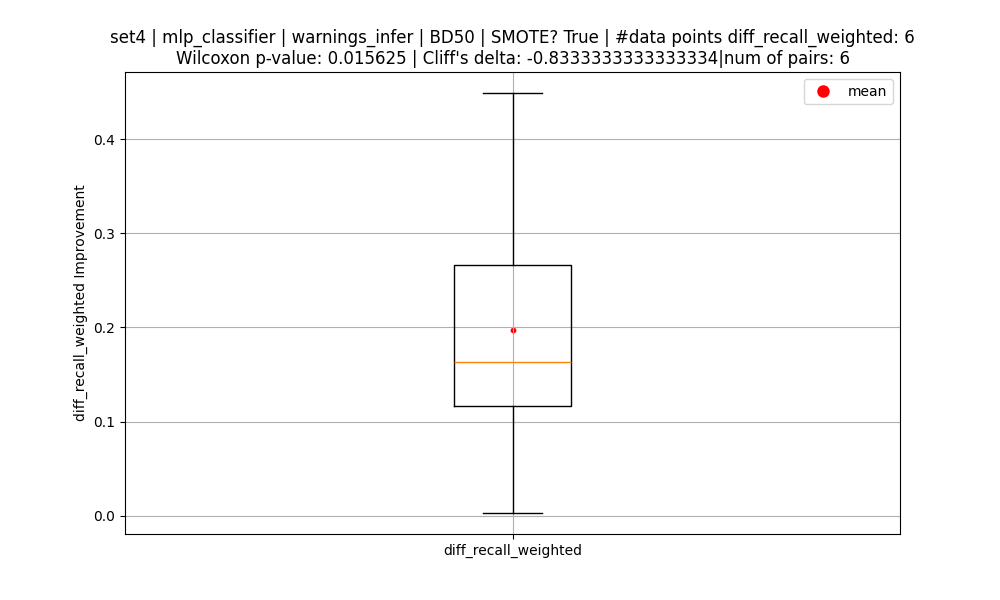 set4 | mlp_classifier | warnings_infer | BD50 | SMOTE? True | #data points diff_recall_weighted: 6
Wilcoxon p-value: 0.015625 | Cliff's delta: -0.8333333333333334|num of pairs: 6
mean
0.4
0.3
0.2
0.1
0.0
diff_recall_weighted Improvement
diff_recall_weighted